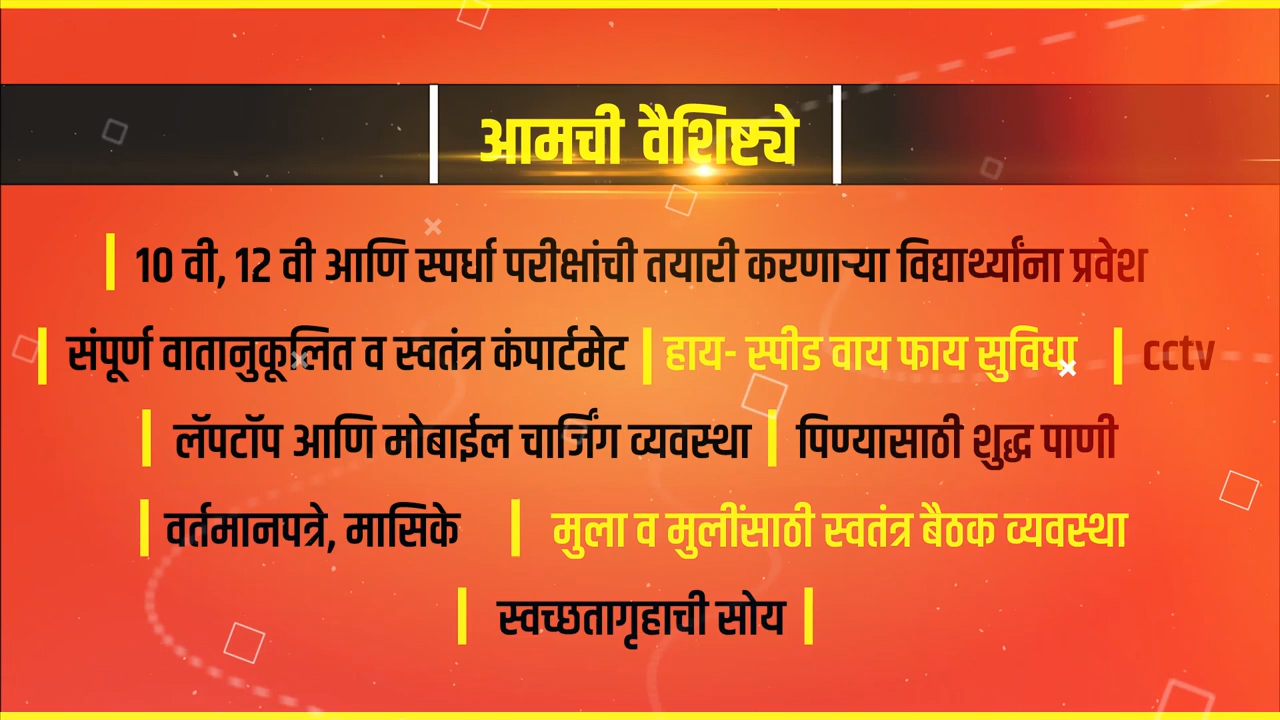 आमची वैशिष्ट्ये
| 10 वी, 12 वी आणि स्पर्धा परीक्षांची तयारी करणाऱ्या विद्यार्थ्यांना प्रवेश
| संपूर्ण वातानुकूलित व स्वतंत्र कंपार्टमेट | हाय- स्पीड वाय फाय सुविधा | cctv
| लॅपटॉप आणि मोबाईल चार्जिंग व्यवस्था | पिण्यासाठी शुद्ध पाणी
| वर्तमानपत्रे, मासिके | मुला व मुलींसाठी स्वतंत्र बैठक व्यवस्था
| स्वच्छतागृहाची सोय |